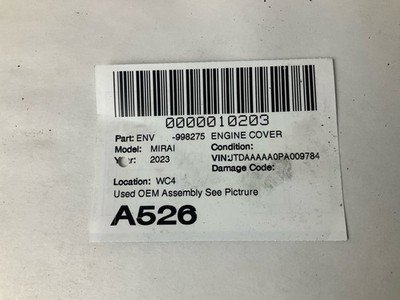 0000010203
Part: ENV -998275 ENGINE COVER
Model: MIRAI Condition:
Year: 2023 VIN:JTDAAAAA0PA009784
Damage Code:
Location: WC4
Used OEM Assembly See Pictrure
A526